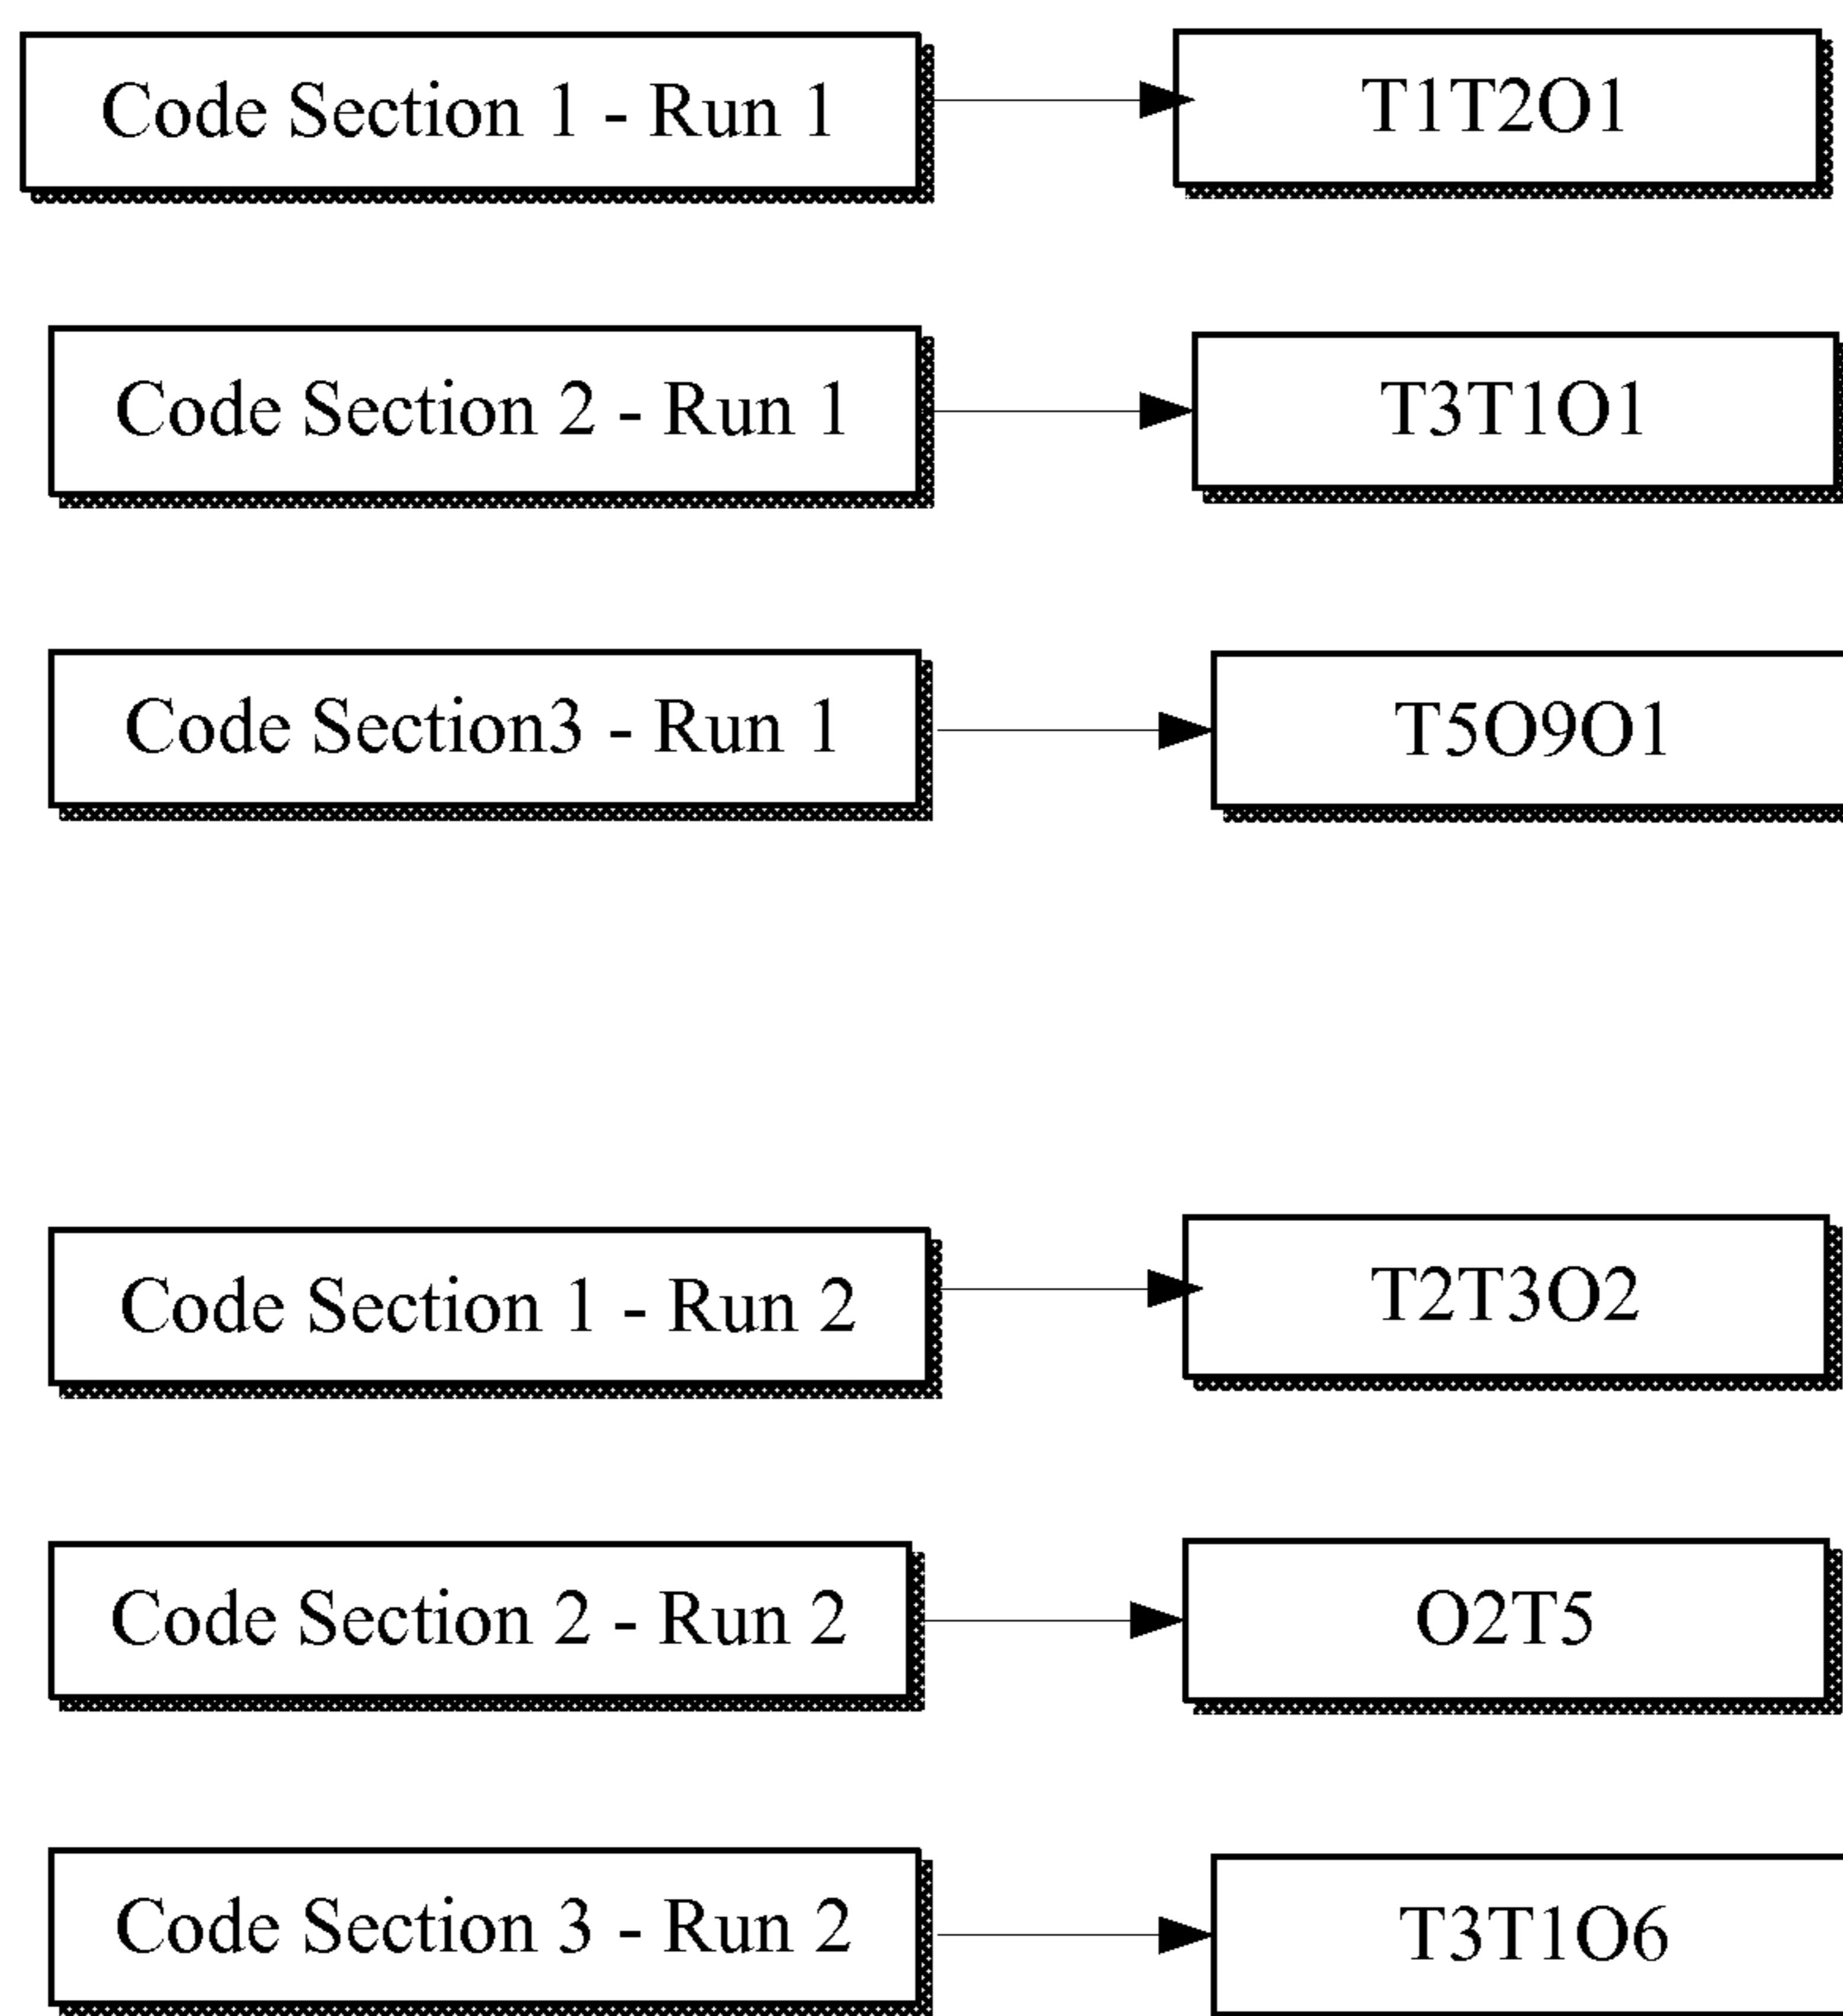 Code Section 1 - Run 1
T1T2O1
Code Section 2 - Run 1
T3T1O1
Code Section3 - Run 1
T5O9O1
Code Section 1 - Run 2
T2T3O2
Code Section 2 - Run 2
O2T5
Code Section 3 - Run 2
T3T1O6